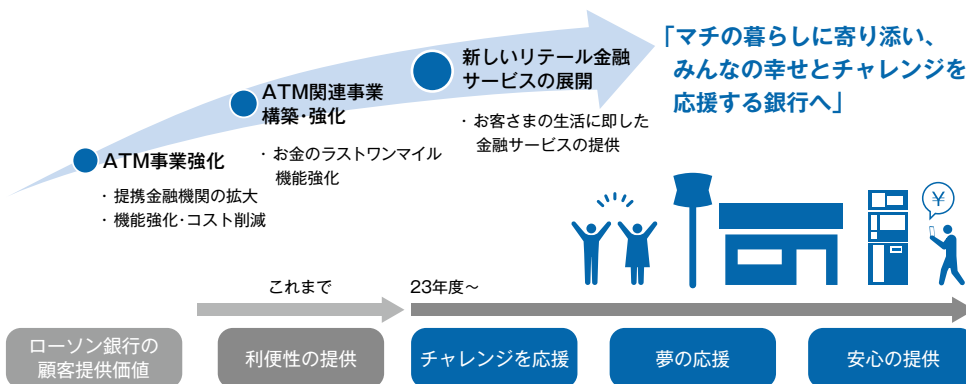 「マチの暮らしに寄り添い、
みんなの幸せとチャレンジを
応援する銀行へ」
新しいリテール金融
サービスの展開
・お客さまの生活に即した
金融サービスの提供
ATM関連事業
構築・強化
・お金のラストワンマイル
機能強化
ATM事業強化
・提携金融機関の拡大
・機能強化・コスト削減
¥
これまで
23年度～
ローソン銀行の
顧客提供価値
利便性の提供
チャレンジを応援
夢の応援
安心の提供